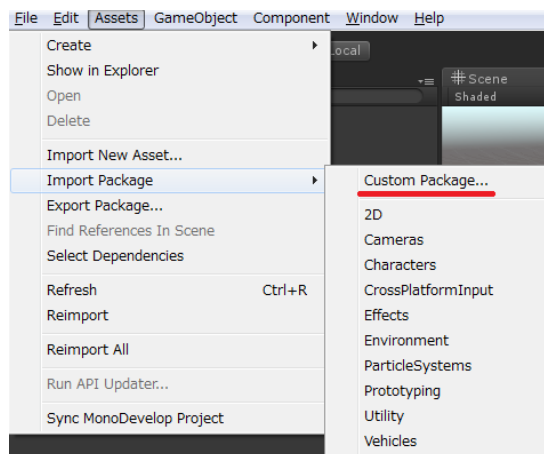 File Edit Assets GameObject Component Window Help
Create
Local
Show in Explorer
# Scene
Open
Shaded
Delete
Import New Asset...
Import Package
Custom Package...
Export Package...
2D
Find References In Scene
Cameras
Select Dependencies
Characters
Refresh Ctrl+R
CrossPlatformInput
Reimport
Effects
Environment
Reimport All
ParticleSystems
Run API Updater...
Prototyping
Sync MonoDevelop Project
Utility
Vehicles